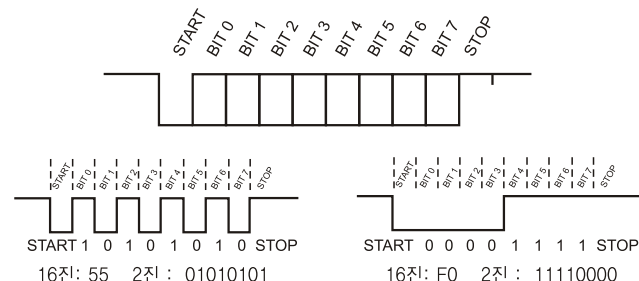 START BIT 0 BIT 1 BIT 2 BIT 3 BIT 4 BIT 5 BIT 6 BIT 7 STOP
START BIT 0 BIT 1 BIT 2 BIT 3 BIT 4 BIT 5 BIT 6 BIT 7 STOP
START 1 0 1 0 1 0 1 0 STOP
16진: 55 2진 : 01010101
START BIT 0 BIT 1 BIT 2 BIT 3 BIT 4 BIT 5 BIT 6 BIT 7 STOP
START 0 0 0 0 1 1 1 1 STOP
16진: F0 2진 : 11110000